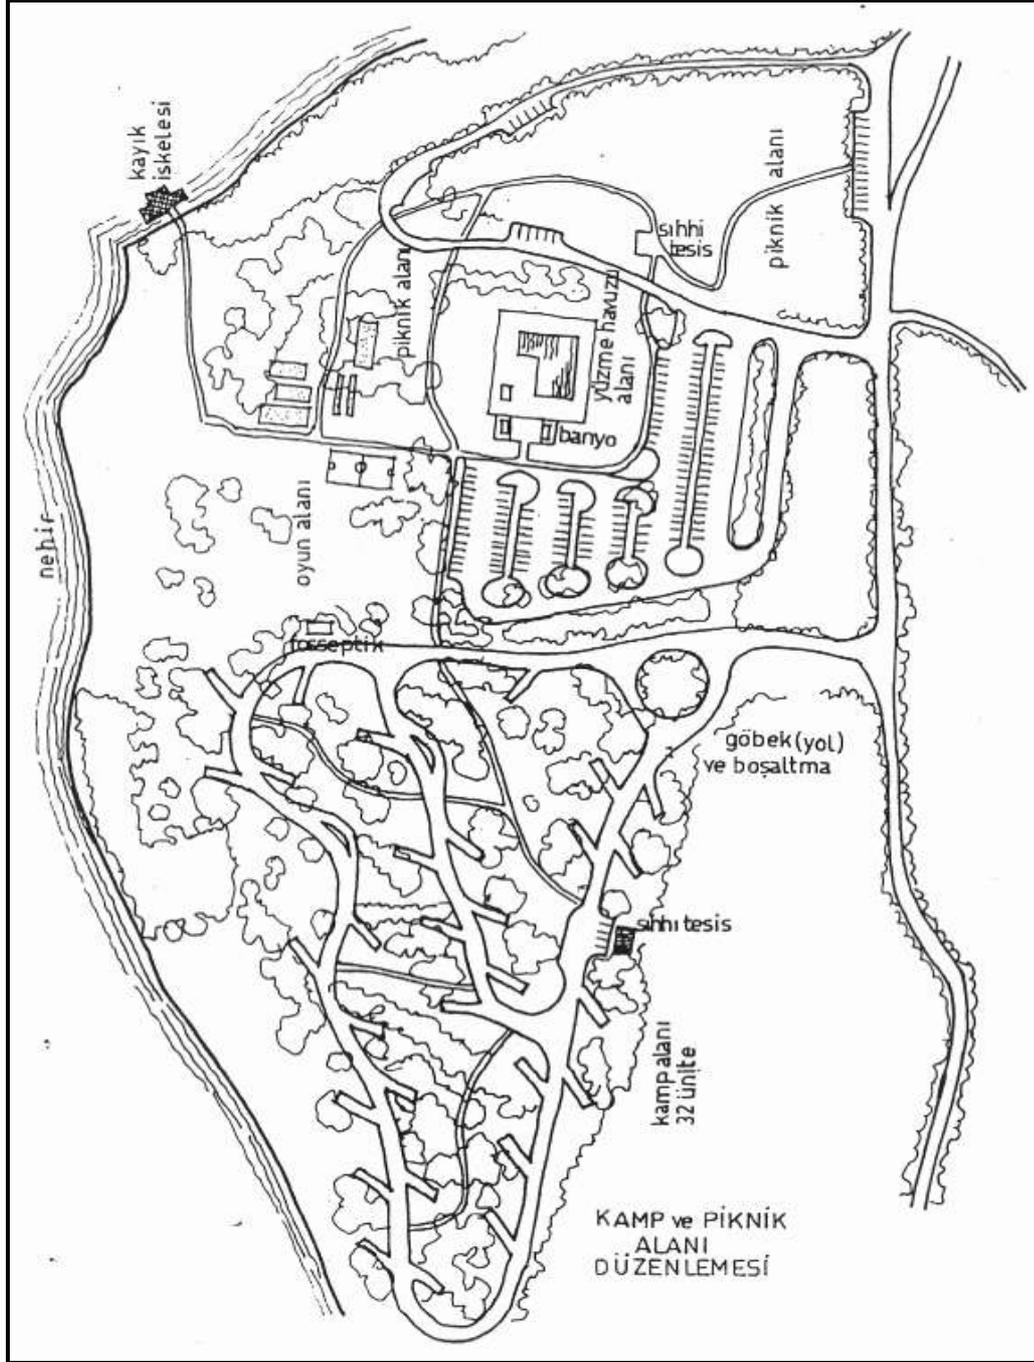 kayık
iskelesi
piknik alanı
sıhhi
tesis
piknik alanı
yüzme havuzu
alanı
banyo
nehir
oyun alanı
fosseptik
göbek(yol)
ve boşaltma
sıhhi tesis
kamp alanı
32 ünite
KAMP ve PİKNİK
ALANI
DÜZENLEMESİ